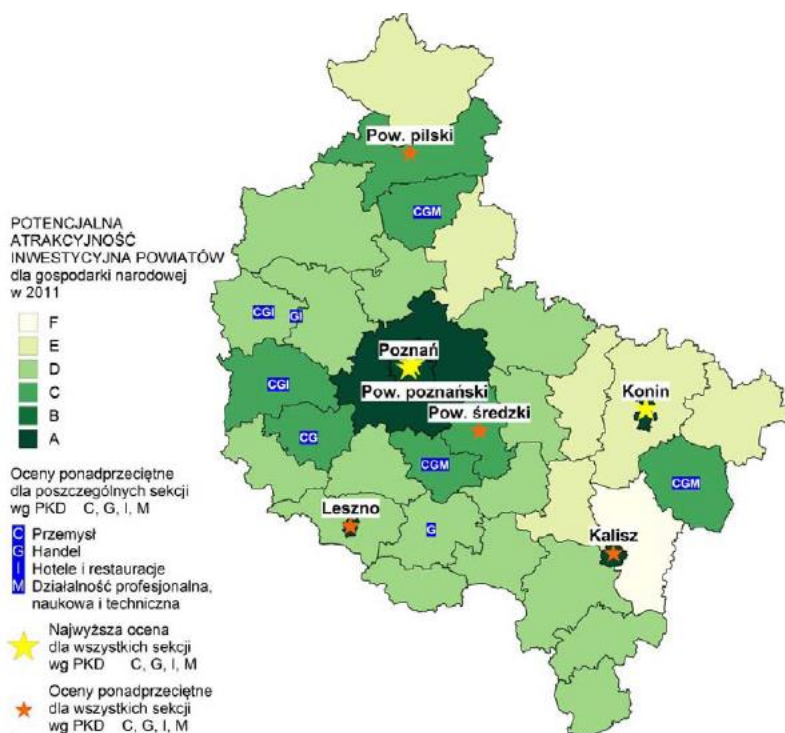 Pow. pilski
CGM
POTENCJALNA
ATRAKCYJNOŚĆ
INWESTYCYJNA POWIATÓW
dla gospodarki narodowej
w 2011
F
E
D
C
B
A
CGI
GI
Poznań
CGI
Pow. poznański
Konin
Pow. średzki
CG
CGM
CGM
Leszno
G
Kalisz
Oceny ponadprzeciętne
dla poszczególnych sekcji
wg PKD C, G, I, M
C Przemysł
G Handel
I Hotele i restauracje
M Działalność profesjonalna,
naukowa i techniczna
Najwyższa ocena
dla wszystkich sekcji
wg PKD C, G, I, M
Oceny ponadprzeciętne
dla wszystkich sekcji
wg PKD C, G, I, M